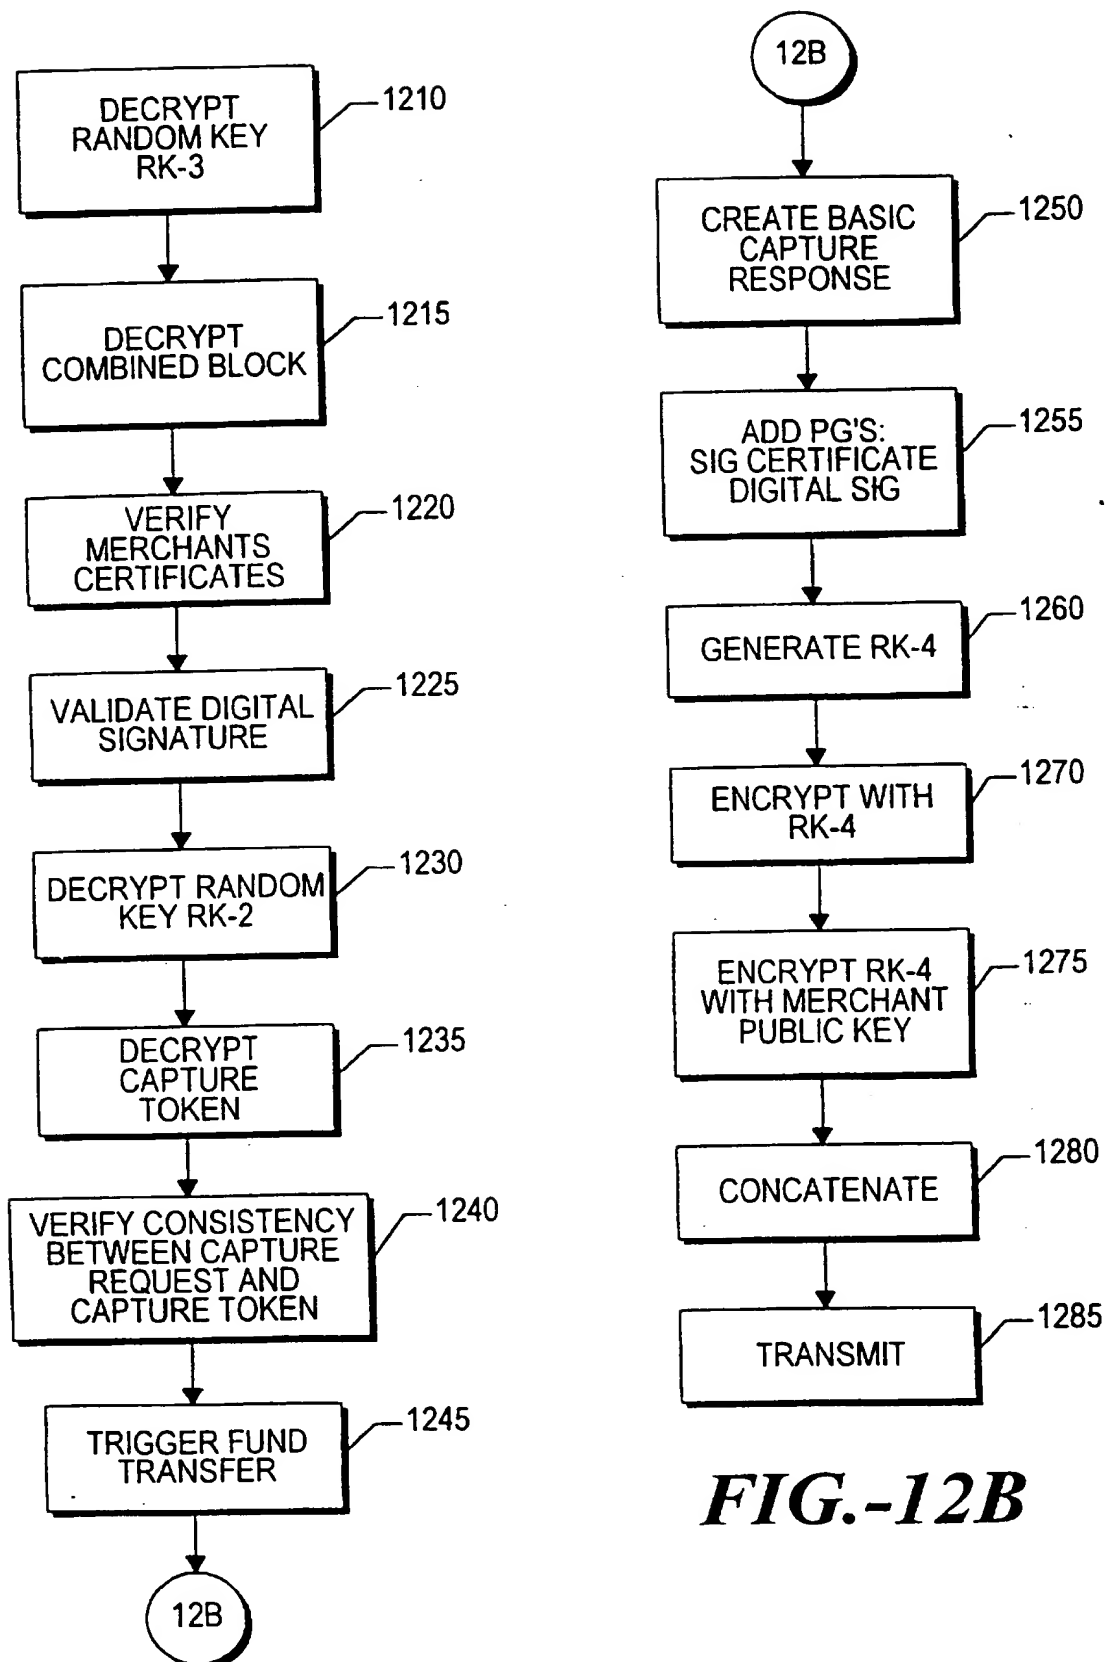 DECRYPT
RANDOM KEY
RK-3
1210
DECRYPT
COMBINED BLOCK
1215
VERIFY
MERCHANTS
CERTIFICATES
1220
VALIDATE DIGITAL
SIGNATURE
1225
DECRYPT RANDOM
KEY RK-2
1230
DECRYPT
CAPTURE
TOKEN
1235
VERIFY CONSISTENCY
BETWEEN CAPTURE
REQUEST AND
CAPTURE TOKEN
1240
TRIGGER FUND
TRANSFER
1245
12B
12B
CREATE BASIC
CAPTURE
RESPONSE
1250
ADD PG'S:
SIG CERTIFICATE
DIGITAL SIG
1255
GENERATE RK-4
1260
ENCRYPT WITH
RK-4
1270
ENCRYPT RK-4
WITH MERCHANT
PUBLIC KEY
1275
CONCATENATE
1280
TRANSMIT
1285
FIG.-12B